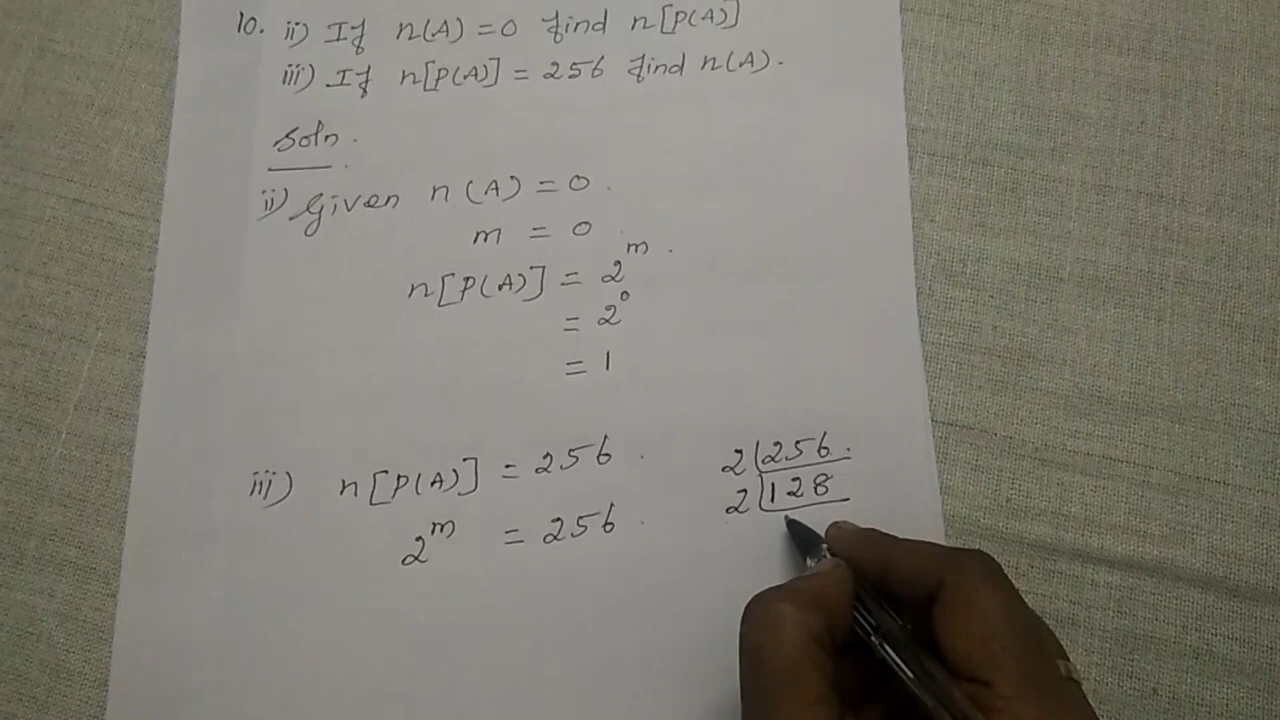 10. ii) If n(A) = 0 find n[P(A)]
iii) If n[P(A)] = 256 find n(A).
Soln.
ii) Given n(A) = 0.
m = 0.
n[P(A)] = 2^m.
= 2^0
= 1
iii) n[P(A)] = 256.
2^m = 256.
2 | 256.
2 | 128